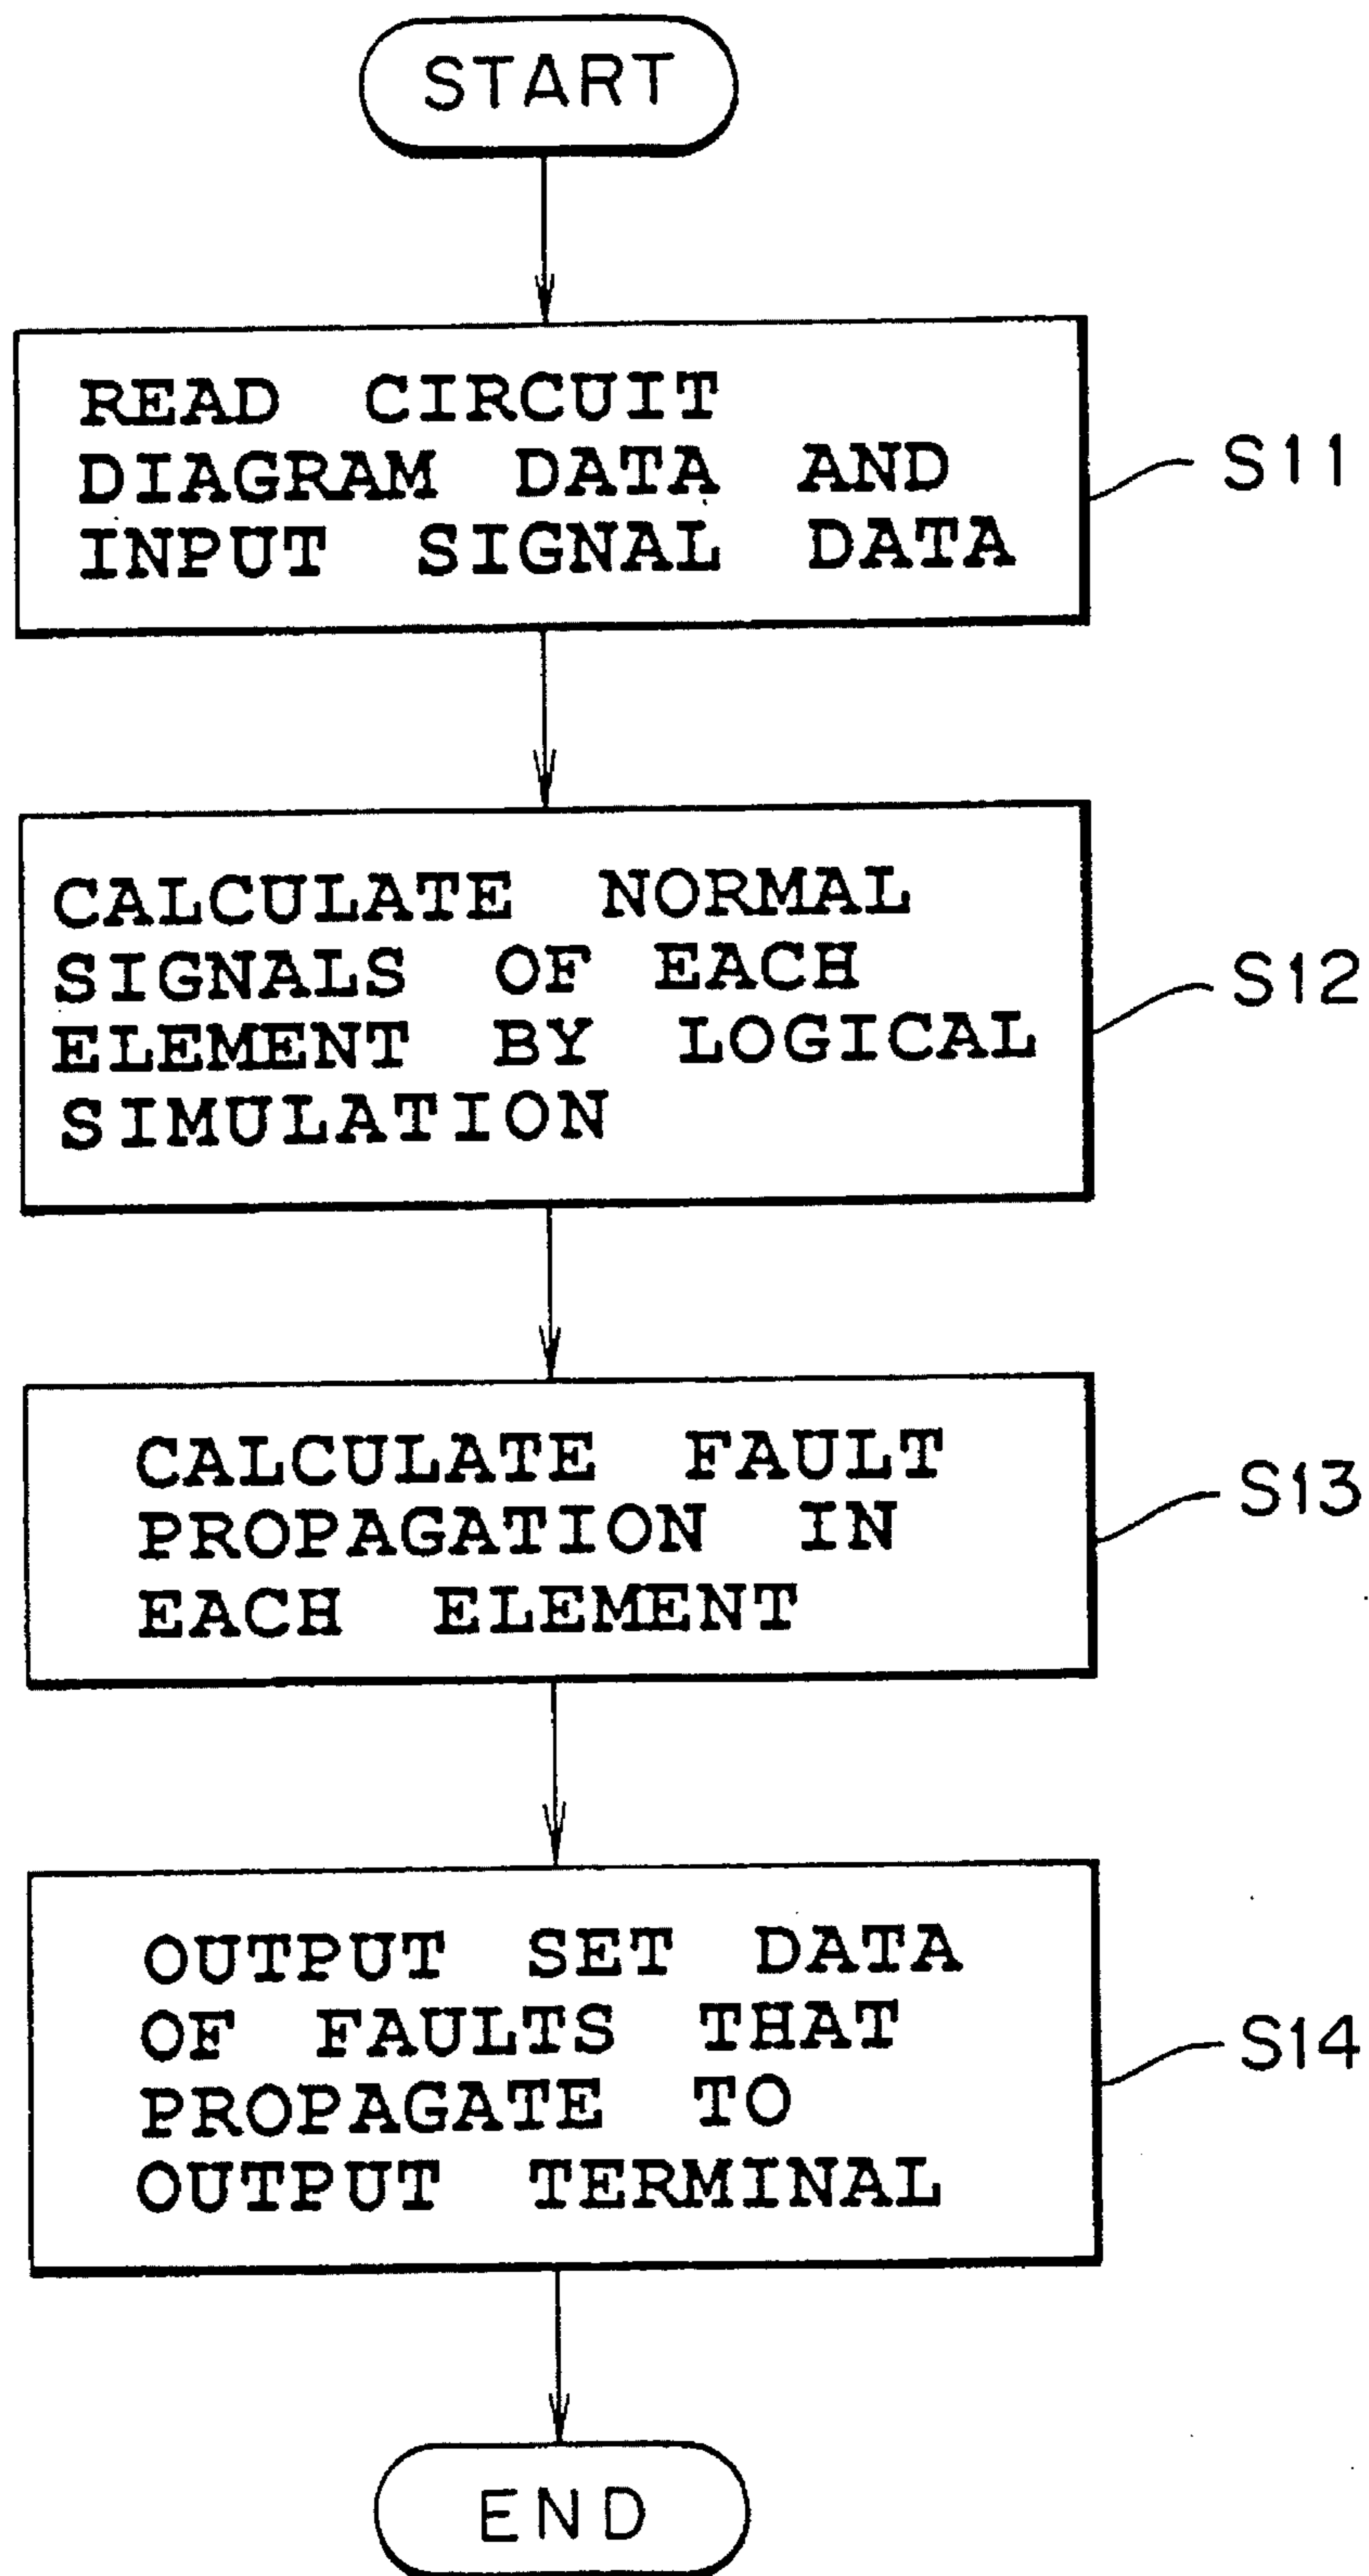 START
READ CIRCUIT
DIAGRAM DATA AND
INPUT SIGNAL DATA
S11
CALCULATE NORMAL
SIGNALS OF EACH
ELEMENT BY LOGICAL
SIMULATION
S12
CALCULATE FAULT
PROPAGATION IN
EACH ELEMENT
S13
OUTPUT SET DATA
OF FAULTS THAT
PROPAGATE TO
OUTPUT TERMINAL
S14
END